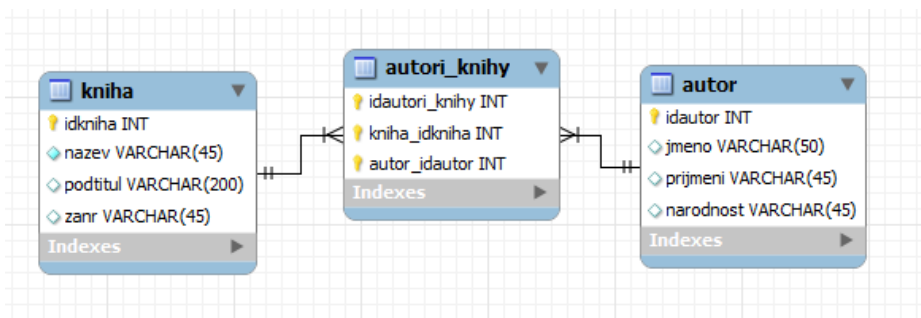 kniha
idkniha INT
nazev VARCHAR(45)
podtitul VARCHAR(200)
zanr VARCHAR(45)
Indexes
autori_knihy
idautori_knihy INT
kniha_idkniha INT
autor_idautor INT
Indexes
autor
idautor INT
jmeno VARCHAR(50)
prijmeni VARCHAR(45)
narodnost VARCHAR(45)
Indexes